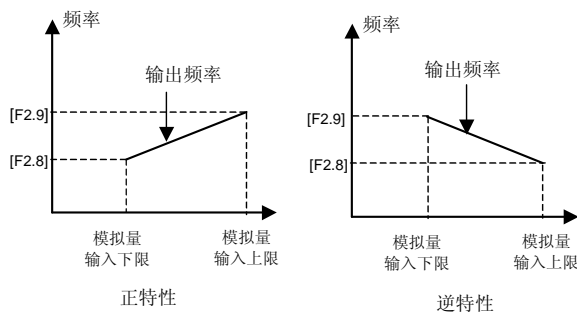 频率
输出频率
[F2.9]
[F2.8]
模拟量
输入下限
模拟量
输入上限
正特性
频率
输出频率
[F2.9]
[F2.8]
模拟量
输入下限
模拟量
输入上限
逆特性